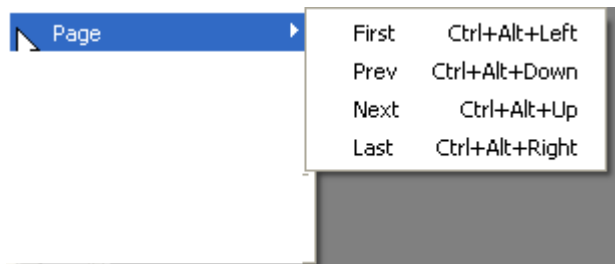 Page
First Ctrl+Alt+Left
Prev Ctrl+Alt+Down
Next Ctrl+Alt+Up
Last Ctrl+Alt+Right